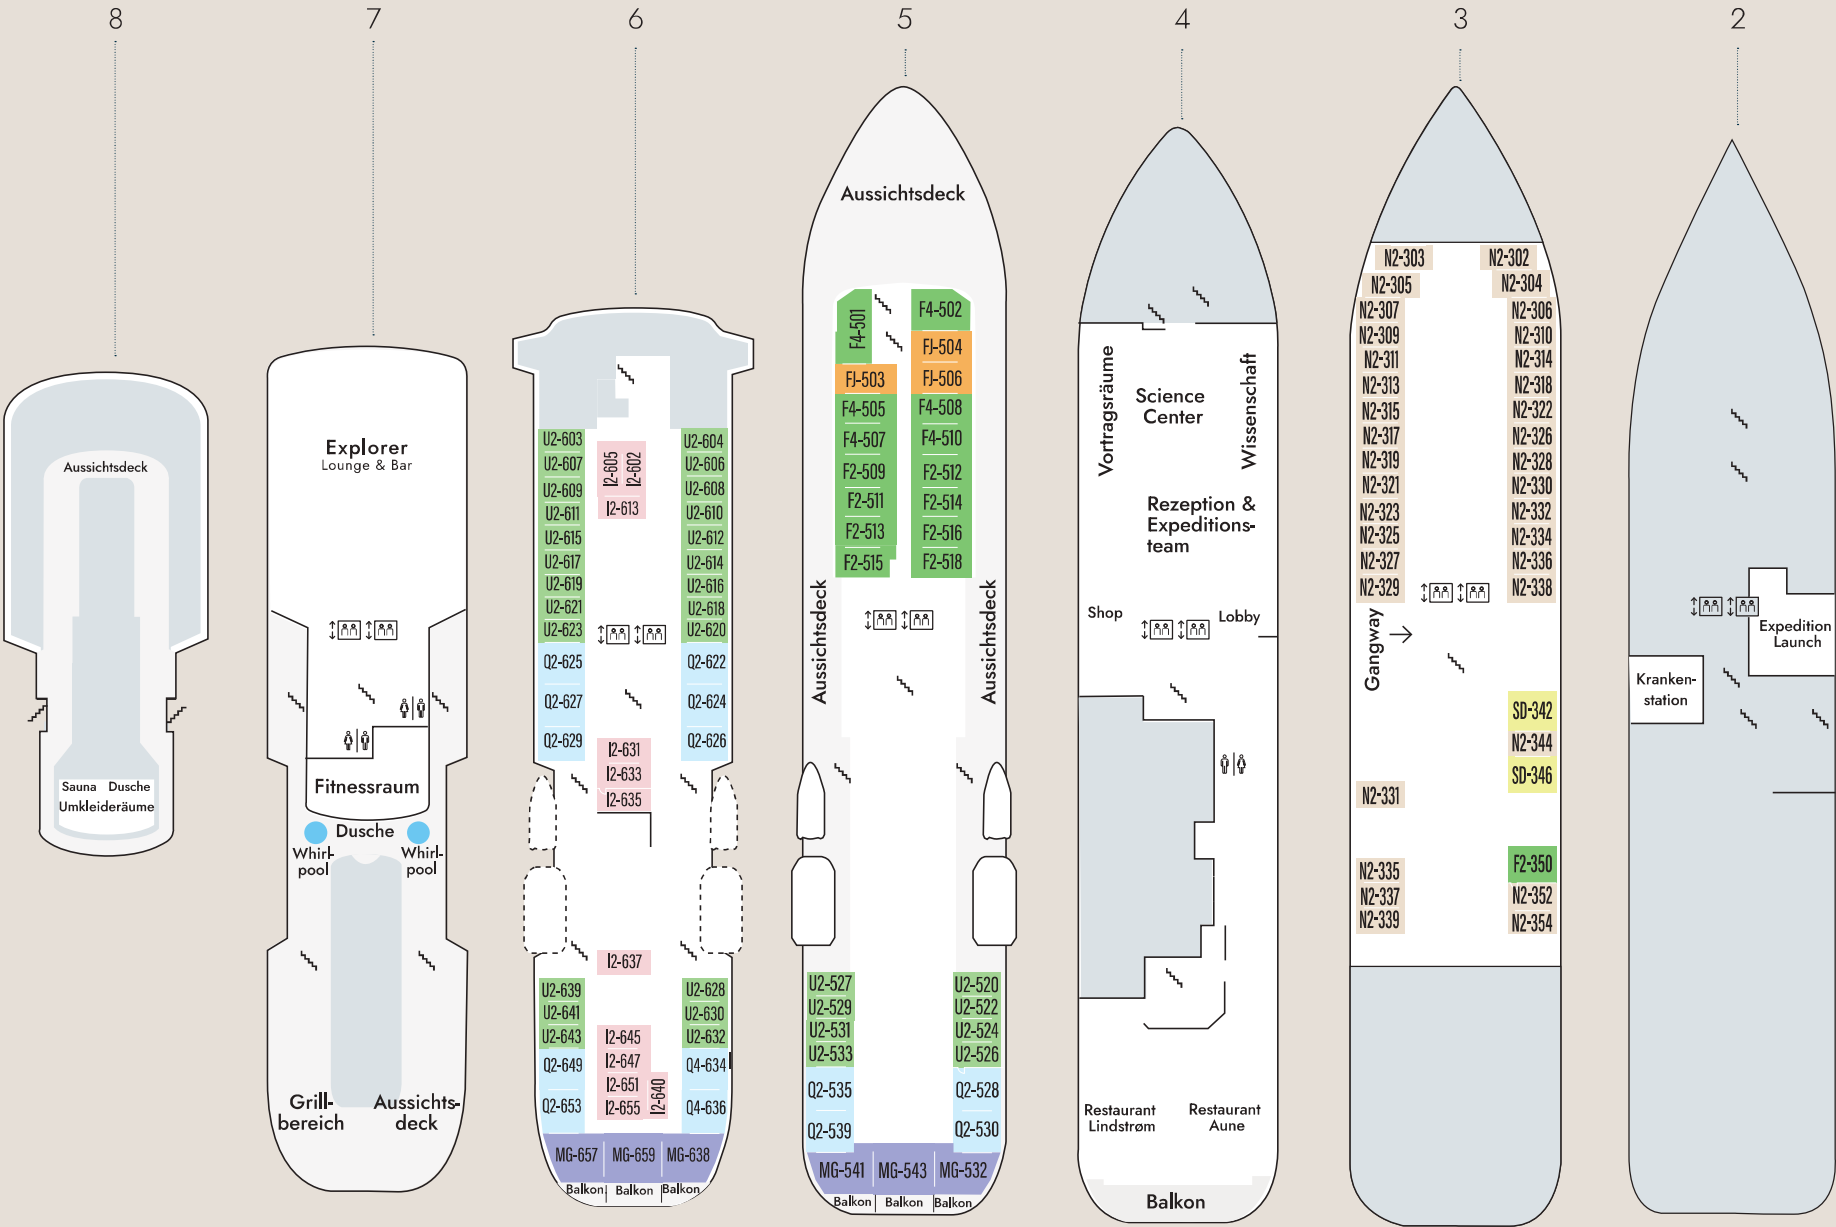 8
7
6
5
4
3
2
Aussichtsdeck
Sauna Dusche
Umkleideräume
Explorer
Lounge & Bar
Fitnessraum
Dusche
Whirl-
pool
Whirl-
pool
Grill-
bereich
Aussichts-
deck
U2-603
U2-607
U2-609
U2-611
U2-615
U2-617
U2-619
U2-621
U2-623
Q2-625
Q2-627
Q2-629
I2-605
I2-602
I2-613
U2-604
U2-606
U2-608
U2-610
U2-612
U2-614
U2-616
U2-618
U2-620
Q2-622
Q2-624
Q2-626
I2-631
I2-633
I2-635
I2-637
U2-639
U2-641
U2-643
Q2-649
Q2-653
I2-645
I2-647
I2-651
I2-655
I2-640
U2-628
U2-630
U2-632
Q4-634
Q4-636
MG-657
MG-659
MG-638
Balkon
Balkon
Balkon
Aussichtsdeck
F4-501
FJ-503
F4-505
F4-507
F2-509
F2-511
F2-513
F2-515
F4-502
FJ-504
FJ-506
F4-508
F4-510
F2-512
F2-514
F2-516
F2-518
Aussichtsdeck
Aussichtsdeck
U2-527
U2-529
U2-531
U2-533
Q2-535
Q2-539
U2-520
U2-522
U2-524
U2-526
Q2-528
Q2-530
MG-541
MG-543
MG-532
Balkon
Balkon
Balkon
Vortragsräume
Science
Center
Wissenschaft
Rezeption &
Expeditions-
team
Shop
Lobby
Restaurant
Lindstrøm
Restaurant
Aune
Balkon
N2-303
N2-305
N2-307
N2-309
N2-311
N2-313
N2-315
N2-317
N2-319
N2-321
N2-323
N2-325
N2-327
N2-329
N2-302
N2-304
N2-306
N2-310
N2-314
N2-318
N2-322
N2-326
N2-328
N2-330
N2-332
N2-334
N2-336
N2-338
Gangway
SD-342
N2-344
SD-346
N2-331
N2-335
N2-337
N2-339
F2-350
N2-352
N2-354
Expedition
Launch
Kranken-
station